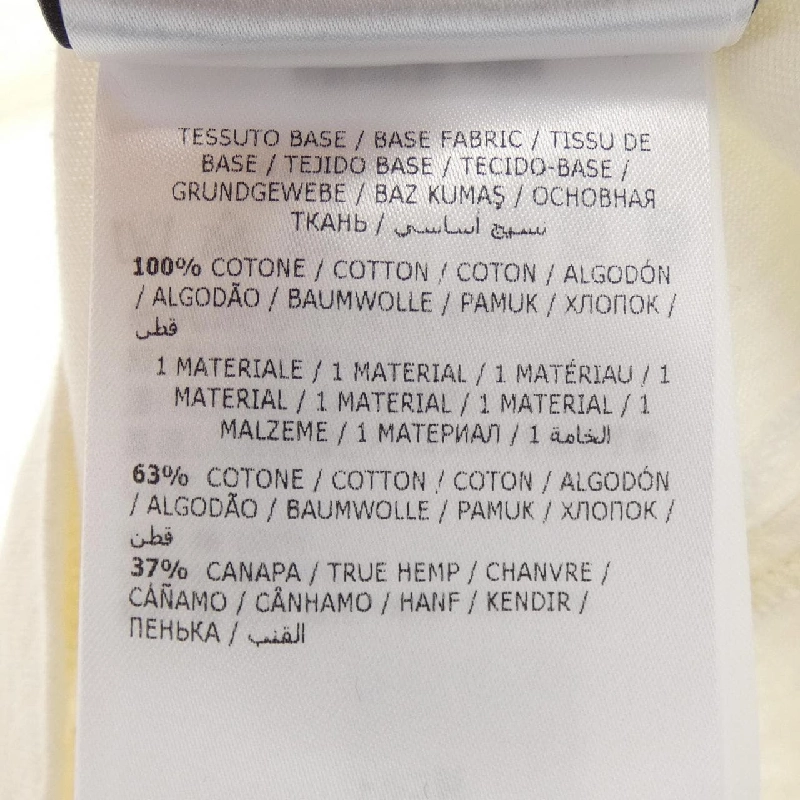 TESSUTO BASE / BASE FABRIC / TISSU DE
BASE / TEJIDO BASE / TECIDO-BASE /
GRUNDGEWEBE / BAZ KUMAŞ / ОСНОВНАЯ
ТКАНЬ / نسيج اساسي
100% COTONE / COTTON / COTON / ALGODÓN
/ ALGODÃO / BAUMWOLLE / PAMUK / ХЛОПОК /
قطن
1 MATERIALE / 1 MATERIAL / 1 MATÉRIAU / 1
MATERIAL / 1 MATERIAL / 1 MATERIAL / 1
MALZEME / 1 МАТЕРИАЛ / 1 الخامة
63% COTONE / COTTON / COTON / ALGODÓN
/ ALGODÃO / BAUMWOLLE / PAMUK / ХЛОПОК /
قطن
37% CANAPA / TRUE HEMP / CHANVRE /
CÁÑAMO / CÂNHAMO / HANF / KENDIR /
ПЕНЬКА / القنب